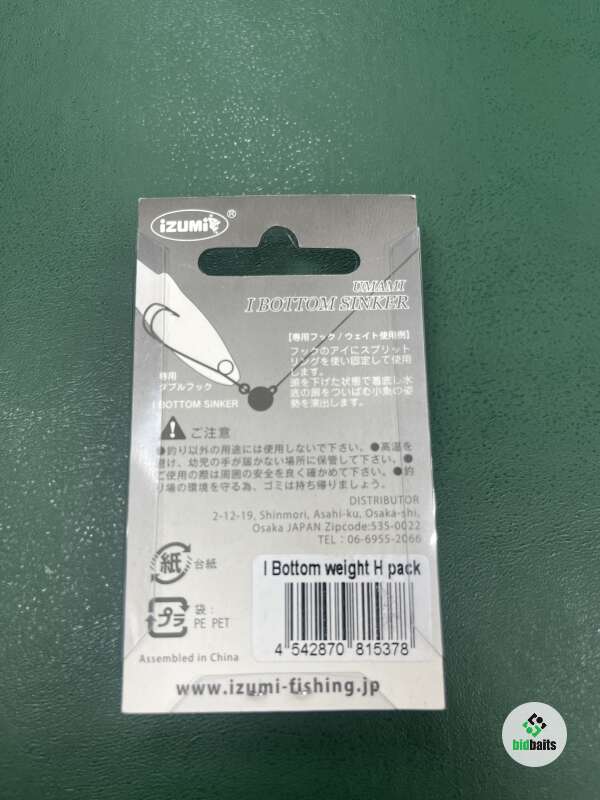 IZUMI ®
UMAMI
I BOTTOM SINKER
【専用フック / ウェイト使用例】
フックのアイにスプリット
リングを使い固定して使用
します。
頭を下げた状態で着底し水
底の餌をついばむ小魚の姿
勢を演出します。
専用
ダブルフック
I BOTTOM SINKER
ご注意
●釣り以外の用途には使用しないで下さい。●高温を
避け、幼児の手が届かない場所に保管して下さい。●
ご使用の際は周囲の安全を良く確かめて下さい。●釣
り場の環境を守る為、ゴミは持ち帰りましょう。
DISTRIBUTOR
2-12-19, Shinmori, Asahi-ku, Osaka-shi,
Osaka JAPAN Zipcode:535-0022
TEL : 06-6955-2066
紙 台紙
I Bottom weight H pack
プラ 袋:
PE PET
4 542870 815378
Assembled in China
www.izumi-fishing.jp
bidbaits